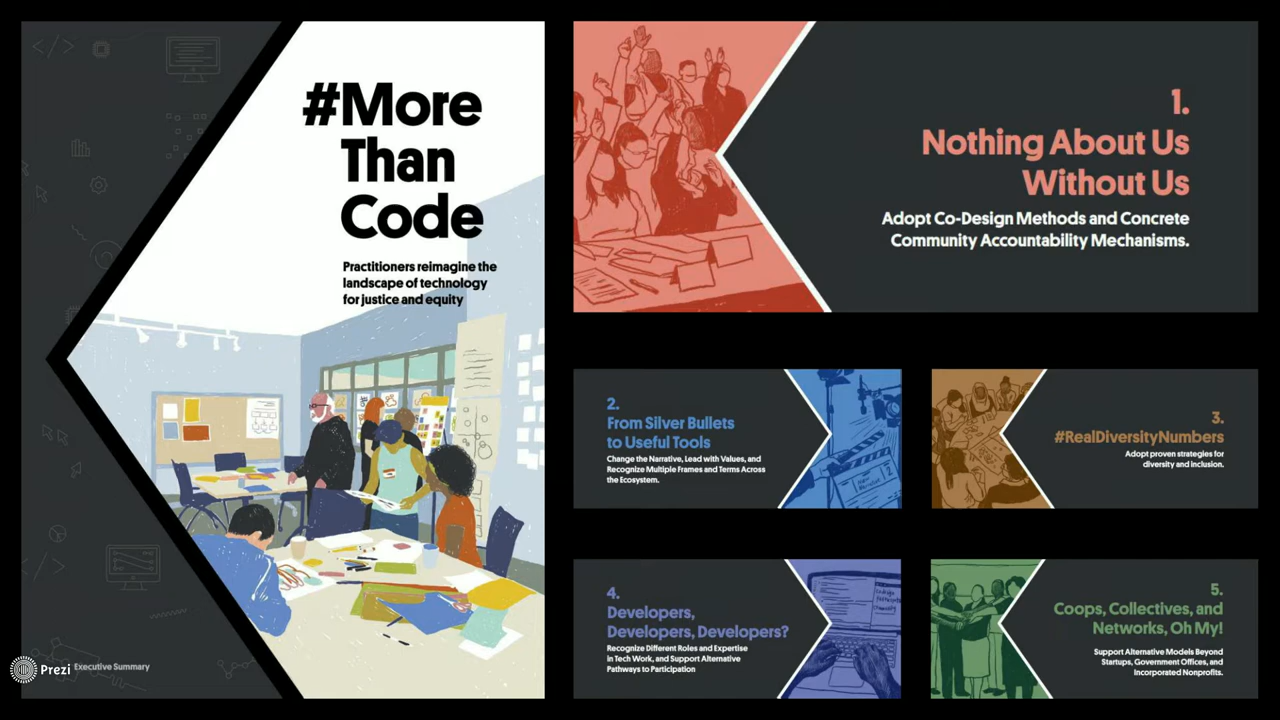 #More
Than
Code
Practitioners reimagine the
landscape of technology
for justice and equity
Prezi
Executive Summary
1.
Nothing About Us
Without Us
Adopt Co-Design Methods and Concrete
Community Accountability Mechanisms.
2.
From Silver Bullets
to Useful Tools
Change the Narrative, Lead with Values, and
Recognize Multiple Frames and Terms Across
the Ecosystem.
3.
#RealDiversityNumbers
Adopt proven strategies for
diversity and inclusion.
4.
Developers,
Developers, Developers?
Recognize Different Roles and Expertise
in Tech Work, and Support Alternative
Pathways to Participation
5.
Coops, Collectives, and
Networks, Oh My!
Support Alternative Models Beyond
Startups, Government Offices, and
Incorporated Nonprofits.